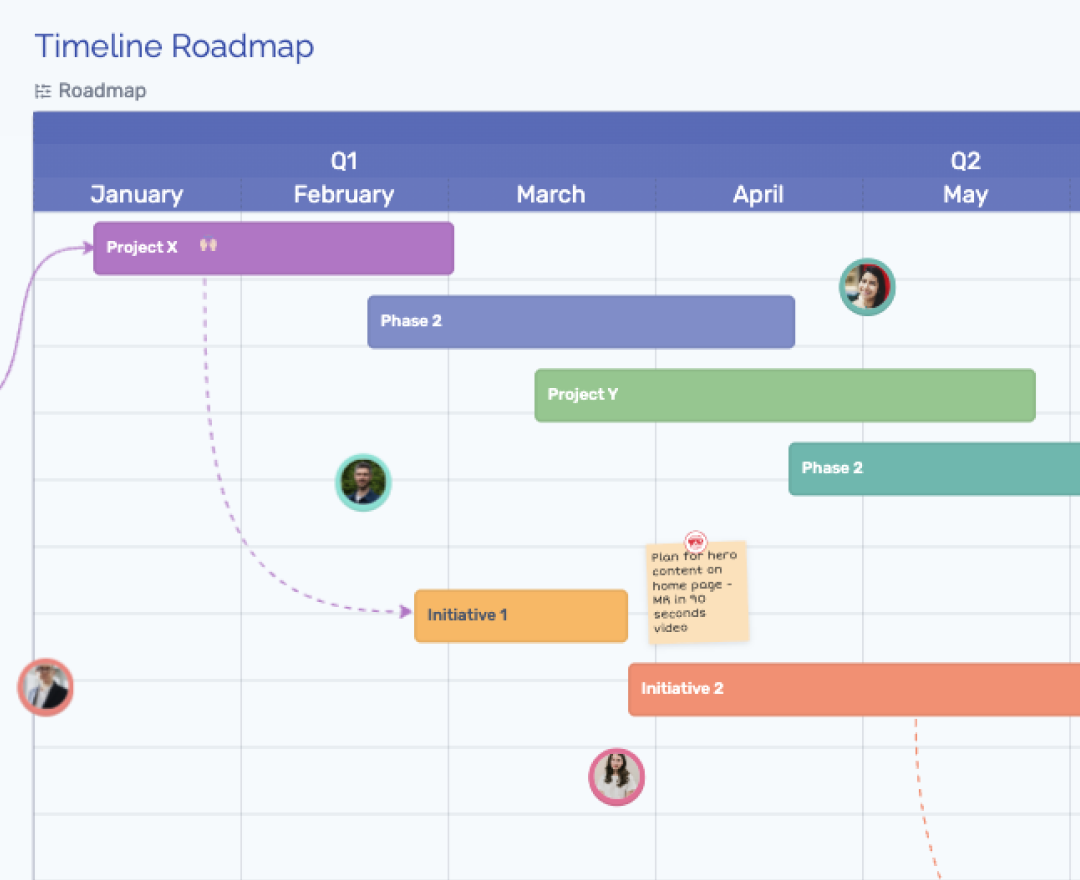 Timeline Roadmap
Roadmap
Q1 Q2
January February March April May
Project X
Phase 2
Project Y
Phase 2
Plan for hero
content on
home page -
MR in 90
seconds
video
Initiative 1
Initiative 2